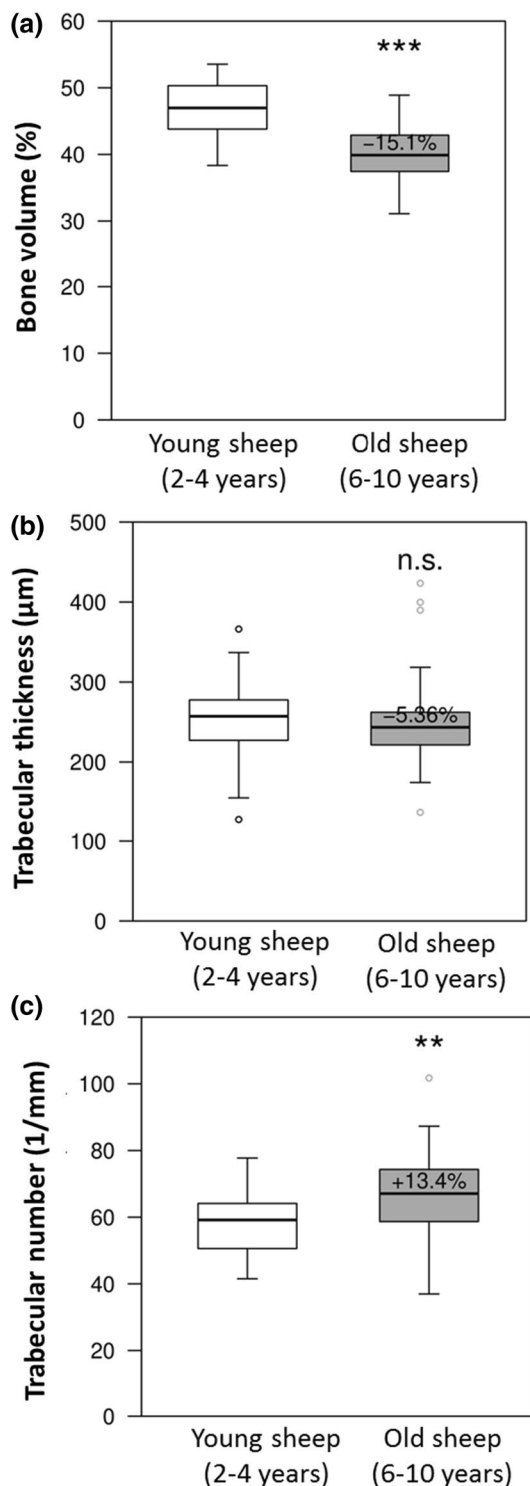 (a)
Bone volume (%)
60
50
40
30
20
10
0
***
−15.1%
Young sheep
(2-4 years)
Old sheep
(6-10 years)
(b)
Trabecular thickness (µm)
500
400
300
200
100
0
n.s.
−5.36%
Young sheep
(2-4 years)
Old sheep
(6-10 years)
(c)
Trabecular number (1/mm)
120
100
80
60
40
20
0
**
+13.4%
Young sheep
(2-4 years)
Old sheep
(6-10 years)